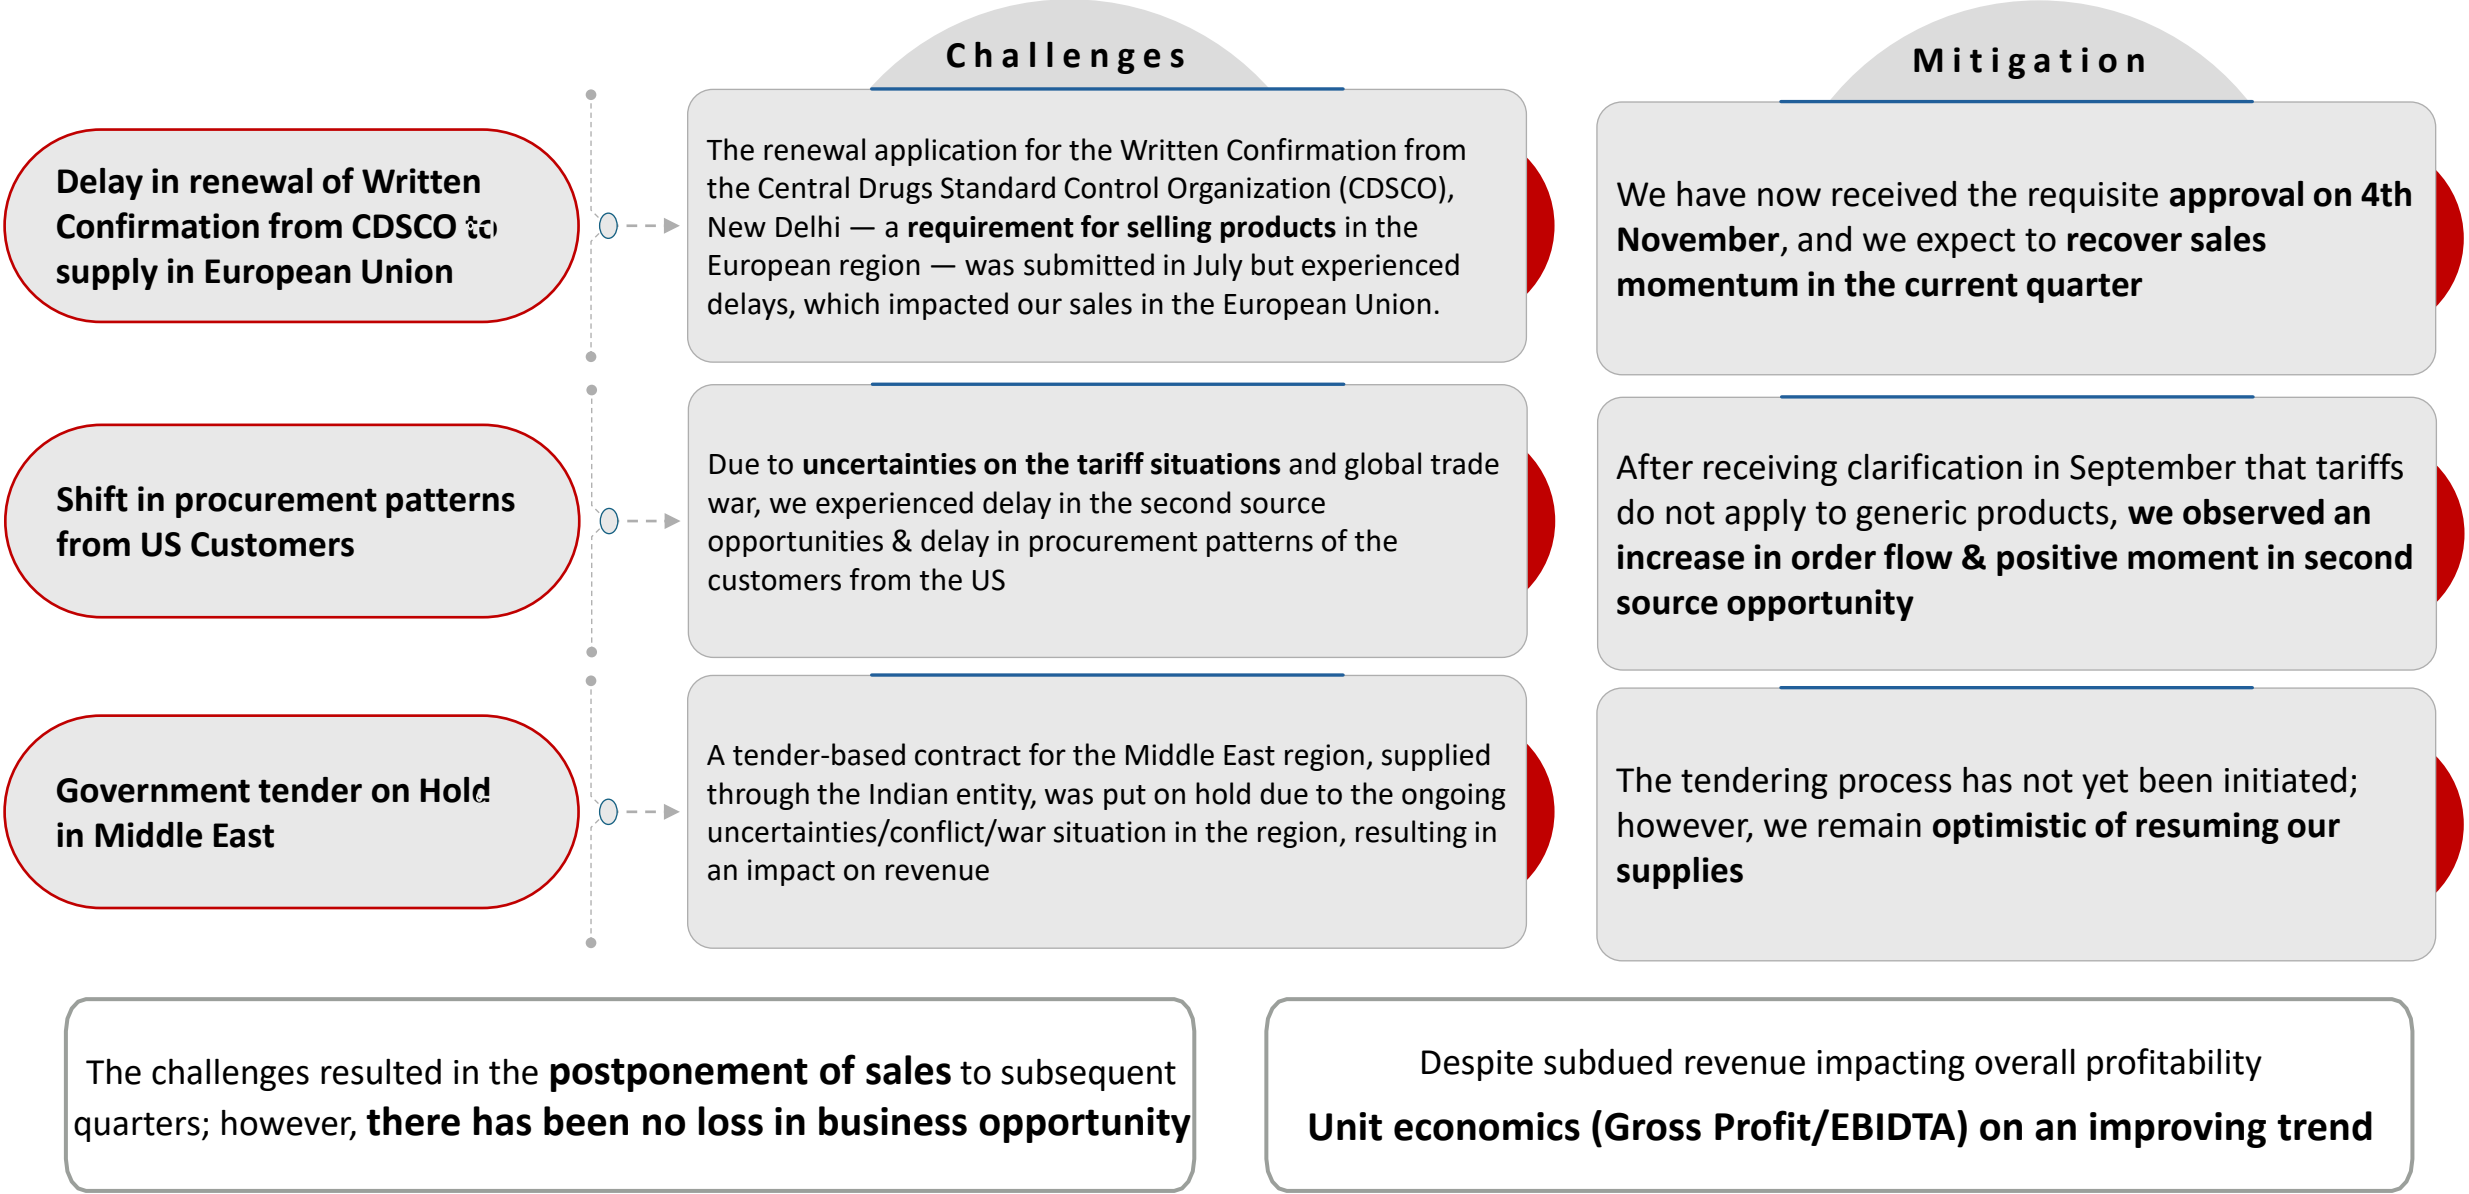 Challenges
Mitigation
Delay in renewal of Written
Confirmation from CDSCO to
supply in European Union
The renewal application for the Written Confirmation from
the Central Drugs Standard Control Organization (CDSCO),
New Delhi — a requirement for selling products in the
European region — was submitted in July but experienced
delays, which impacted our sales in the European Union.
We have now received the requisite approval on 4th
November, and we expect to recover sales
momentum in the current quarter
Shift in procurement patterns
from US Customers
Due to uncertainties on the tariff situations and global trade
war, we experienced delay in the second source
opportunities & delay in procurement patterns of the
customers from the US
After receiving clarification in September that tariffs
do not apply to generic products, we observed an
increase in order flow & positive moment in second
source opportunity
Government tender on Hold
in Middle East
A tender-based contract for the Middle East region, supplied
through the Indian entity, was put on hold due to the ongoing
uncertainties/conflict/war situation in the region, resulting in
an impact on revenue
The tendering process has not yet been initiated;
however, we remain optimistic of resuming our
supplies
The challenges resulted in the postponement of sales to subsequent
quarters; however, there has been no loss in business opportunity
Despite subdued revenue impacting overall profitability
Unit economics (Gross Profit/EBIDTA) on an improving trend